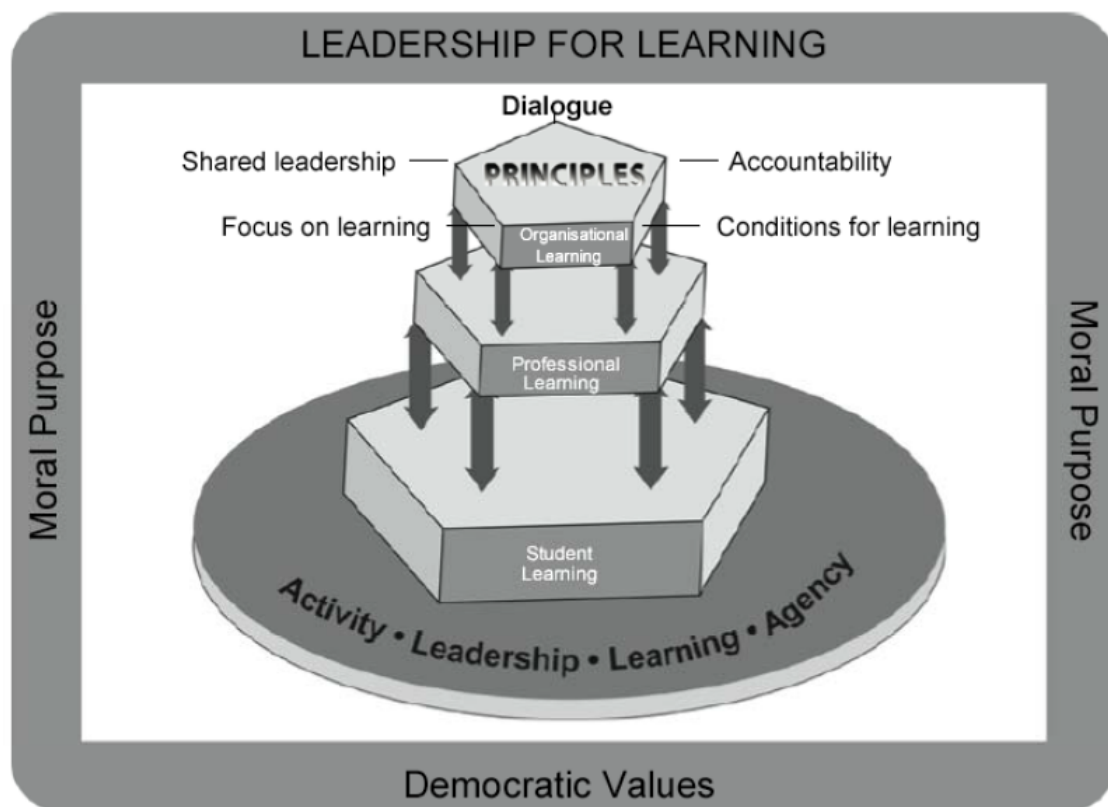 LEADERSHIP FOR LEARNING
Dialogue
Shared leadership
PRINCIPLES
Accountability
Focus on learning
Organisational
Learning
Conditions for learning
Moral Purpose
Professional
Learning
Moral Purpose
Student
Learning
Activity • Leadership • Learning • Agency
Democratic Values